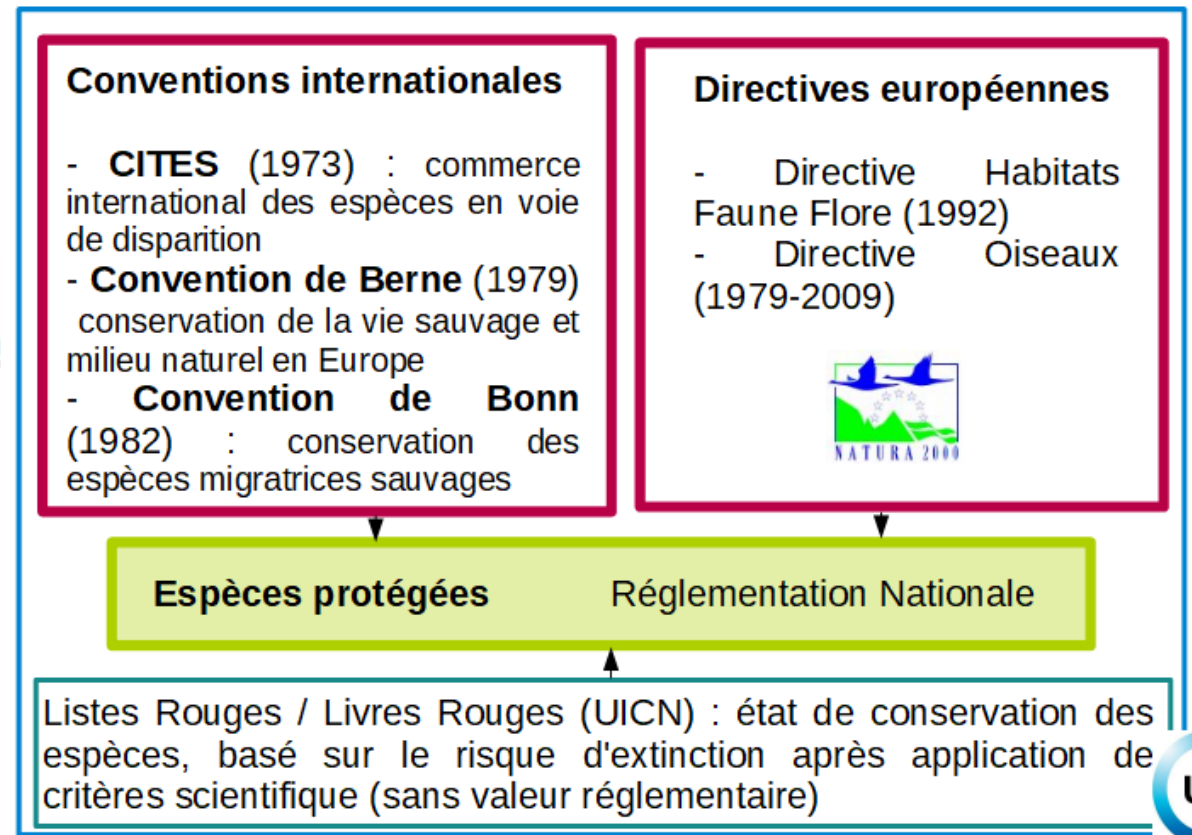 Conventions internationales
- CITES (1973) : commerce
international des espèces en voie
de disparition
- Convention de Berne (1979)
conservation de la vie sauvage et
milieu naturel en Europe
- Convention de Bonn
(1982) : conservation des
espèces migratrices sauvages
Directives européennes
- Directive Habitats
Faune Flore (1992)
- Directive Oiseaux
(1979-2009)
NATURA 2000
Espèces protégées Réglementation Nationale
Listes Rouges / Livres Rouges (UICN) : état de conservation des
espèces, basé sur le risque d'extinction après application de
critères scientifique (sans valeur réglementaire)